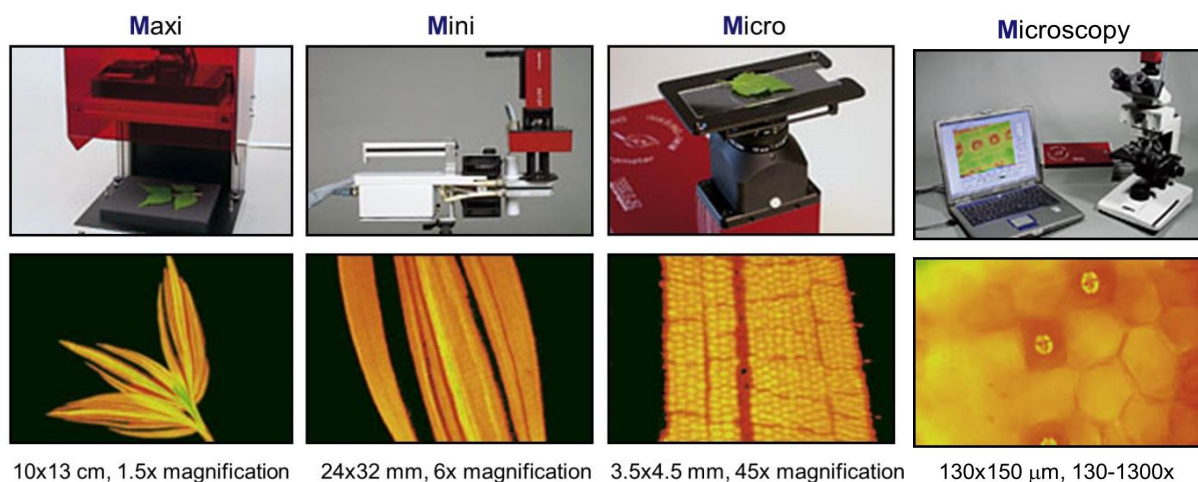 Maxi
Mini
Micro
Microscopy
10x13 cm, 1.5x magnification
24x32 mm, 6x magnification
3.5x4.5 mm, 45x magnification
130x150 μm, 130-1300x